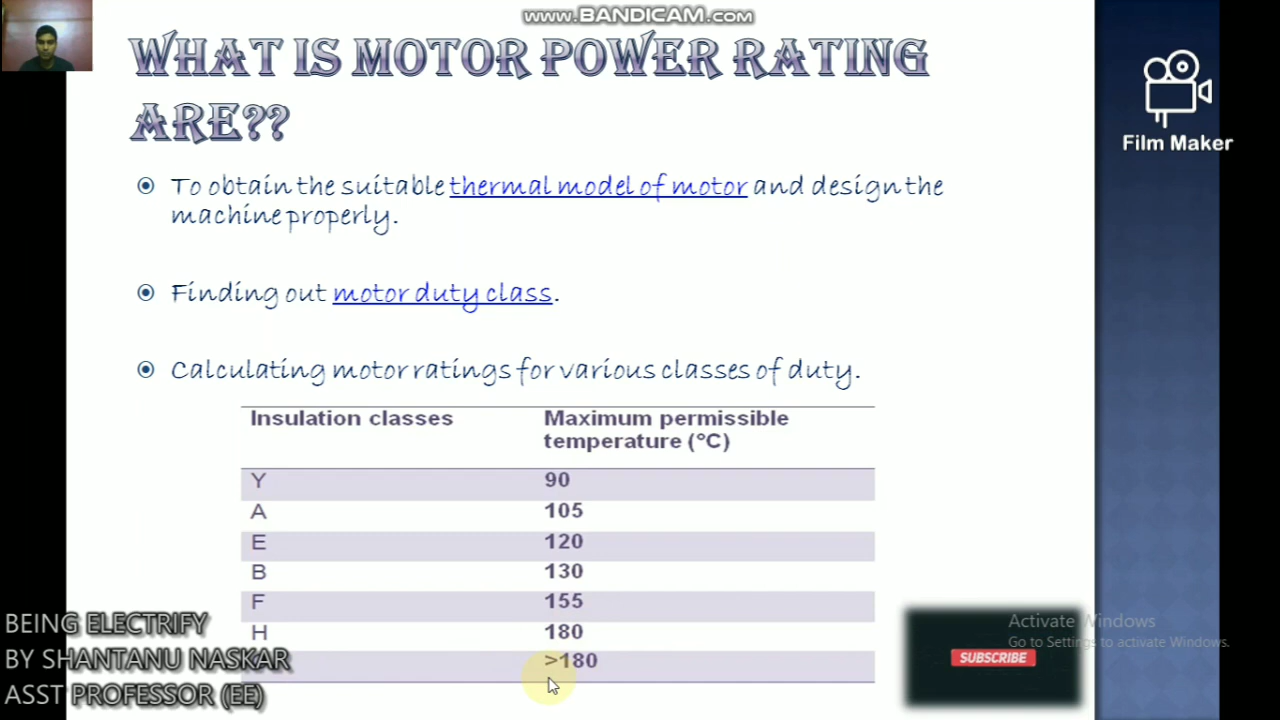 www.BANDICAM.com
WHAT IS MOTOR POWER RATING
ARE??
Film Maker
To obtain the suitable thermal model of motor and design the
machine properly.
Finding out motor duty class.
Calculating motor ratings for various classes of duty.
Insulation classes Maximum permissible
temperature (°C)
Y 90
A 105
E 120
B 130
F 155
H 180
>180
BEING ELECTRIFY
BY SHANTANU NASKAR
ASST PROFESSOR (EE)
Activate Windows
Go to Settings to activate Windows.
SUBSCRIBE